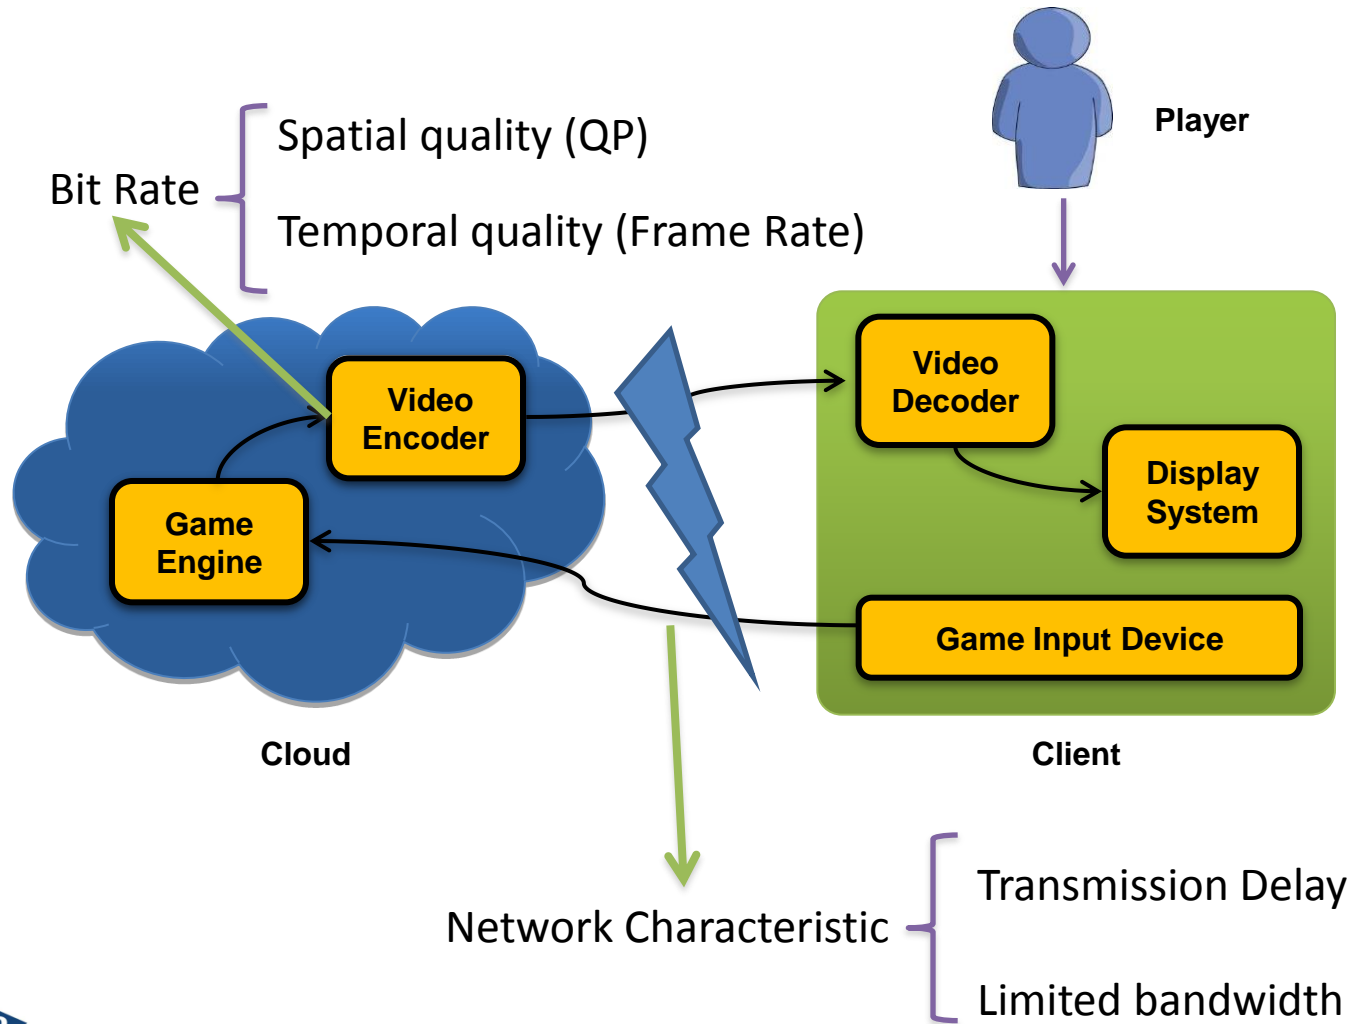 Player
Spatial quality (QP)
Bit Rate
Temporal quality (Frame Rate)
Video
Encoder
Game
Engine
Video
Decoder
Display
System
Game Input Device
Cloud
Client
Network Characteristic
Transmission Delay
Limited bandwidth